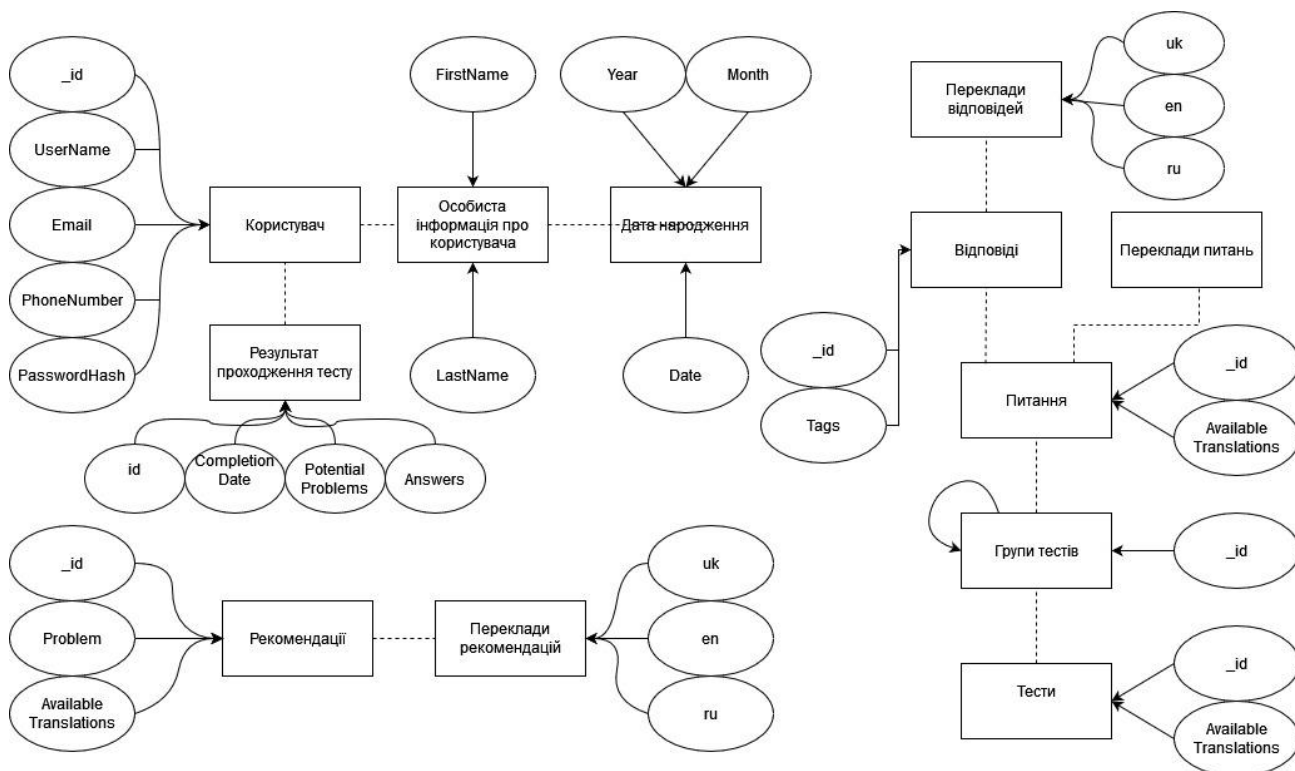 _id
UserName
Email
PhoneNumber
PasswordHash
Користувач
FirstName
Особиста
інформація про
користувача
LastName
Year
Month
Дата народження
Date
Результат
проходження тесту
id
Completion
Date
Potential
Problems
Answers
_id
Problem
Available
Translations
Рекомендації
Переклади
рекомендацій
uk
en
ru
Переклади
відповідей
uk
en
ru
Відповіді
Переклади питань
_id
Tags
Питання
_id
Available
Translations
Групи тестів
_id
Тести
_id
Available
Translations